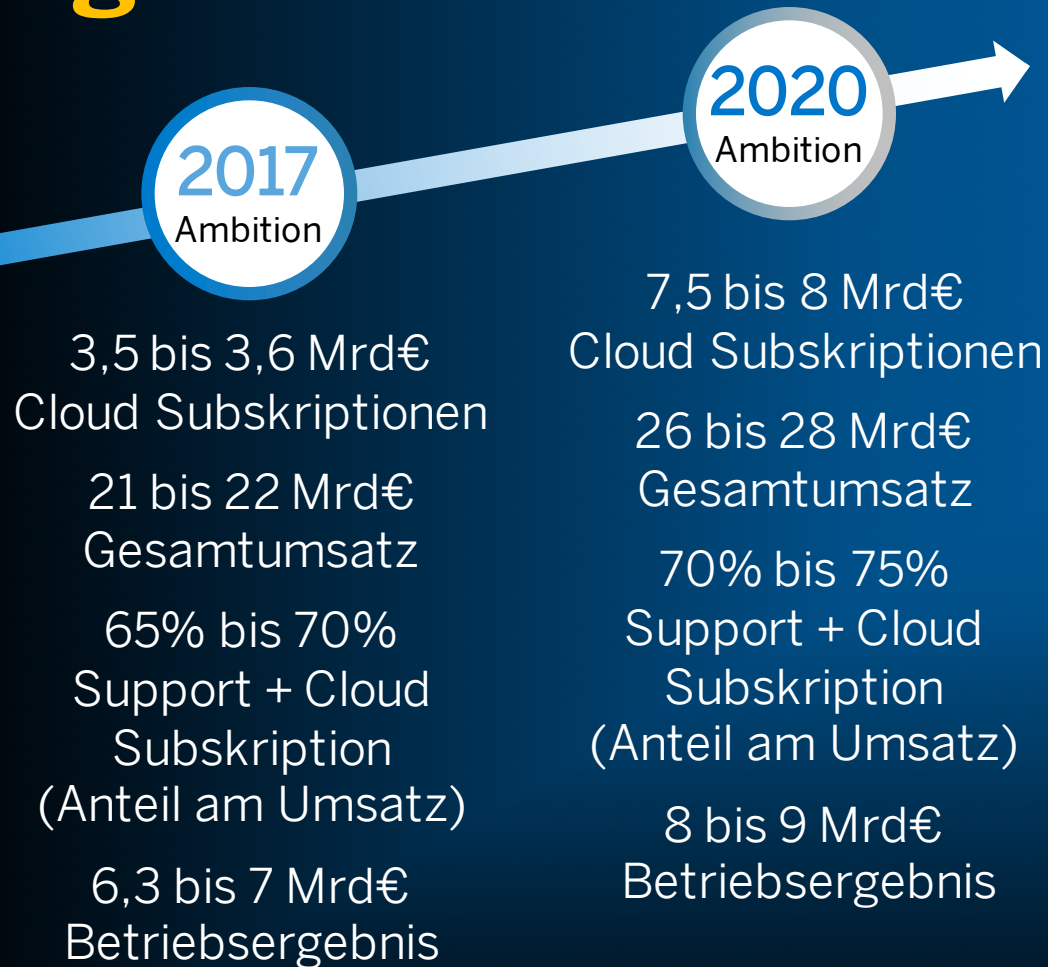 g
2017
Ambition
3,5 bis 3,6 Mrd€
Cloud Subskriptionen
21 bis 22 Mrd€
Gesamtumsatz
65% bis 70%
Support + Cloud
Subskription
(Anteil am Umsatz)
6,3 bis 7 Mrd€
Betriebsergebnis
2020
Ambition
7,5 bis 8 Mrd€
Cloud Subskriptionen
26 bis 28 Mrd€
Gesamtumsatz
70% bis 75%
Support + Cloud
Subskription
(Anteil am Umsatz)
8 bis 9 Mrd€
Betriebsergebnis